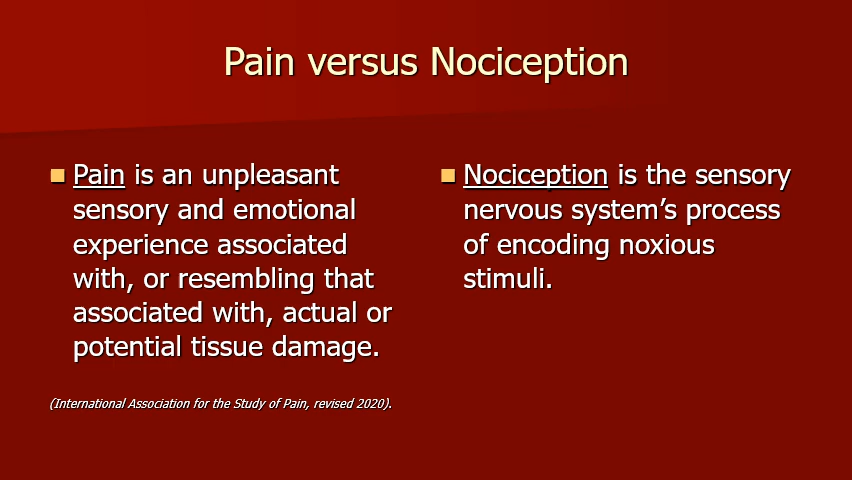 Pain versus Nociception
Pain is an unpleasant
sensory and emotional
experience associated
with, or resembling that
associated with, actual or
potential tissue damage.
(International Association for the Study of Pain, revised 2020).
Nociception is the sensory
nervous system’s process
of encoding noxious
stimuli.